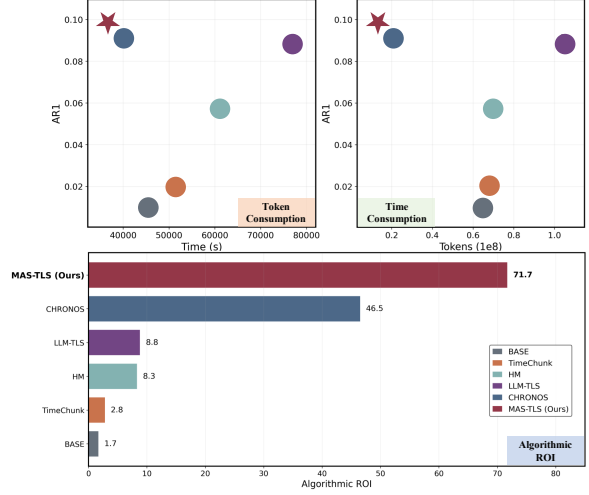 0.10
0.08
0.06
0.04
0.02
AR1
40000 50000 60000 70000 80000
Time (s)
Token
Consumption
0.10
0.08
0.06
0.04
0.02
AR1
0.2 0.4 0.6 0.8 1.0
Tokens (1e8)
Time
Consumption
MAS-TLS (Ours) 71.7
CHRONOS 46.5
LLM-TLS 8.8
HM 8.3
TimeChunk 2.8
BASE 1.7
BASE
TimeChunk
HM
LLM-TLS
CHRONOS
MAS-TLS (Ours)
Algorithmic
ROI
0 10 20 30 40 50 60 70 80
Algorithmic ROI